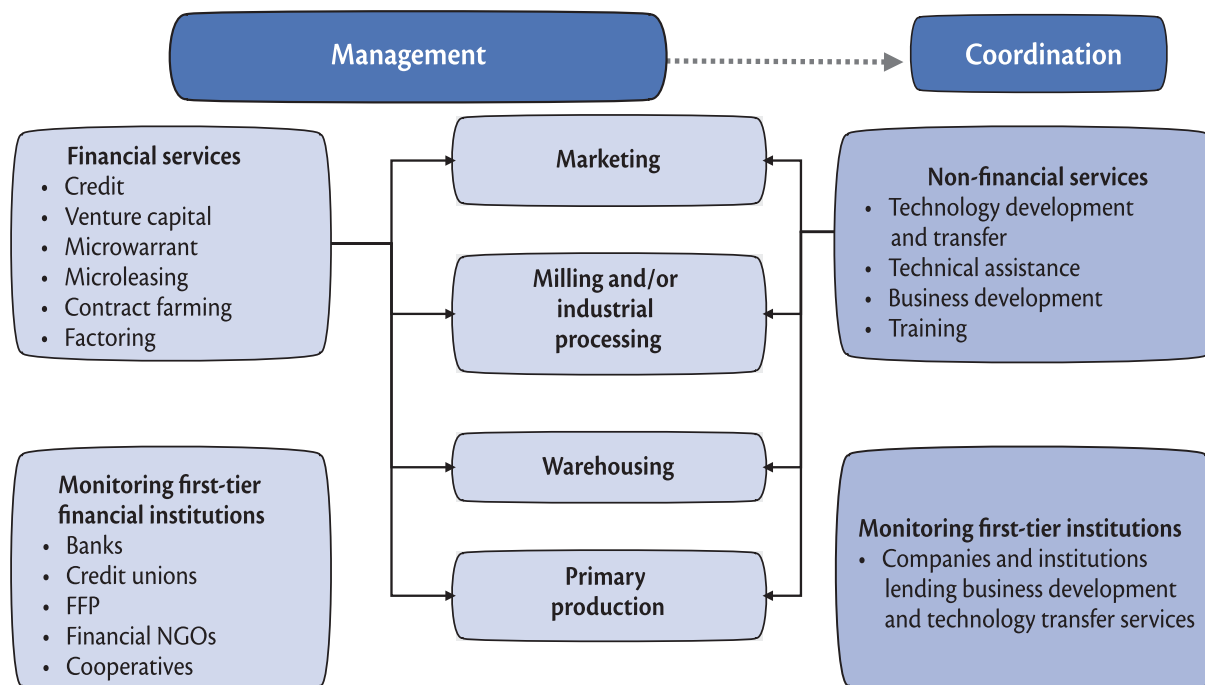 Management
Coordination
Financial services
• Credit
• Venture capital
• Microwarrant
• Microleasing
• Contract farming
• Factoring
Marketing
Milling and/or
industrial
processing
Warehousing
Primary
production
Non-financial services
• Technology development
and transfer
• Technical assistance
• Business development
• Training
Monitoring first-tier
financial institutions
• Banks
• Credit unions
• FFP
• Financial NGOs
• Cooperatives
Monitoring first-tier institutions
• Companies and institutions
lending business development
and technology transfer services